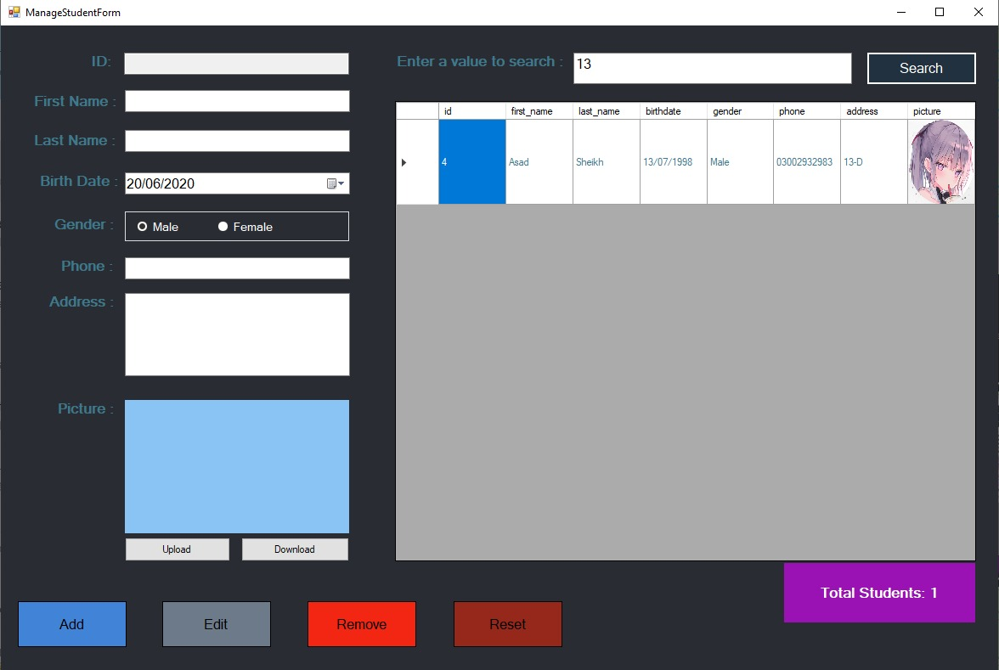 ManageStudentForm
ID:
First Name :
Last Name :
Birth Date : 20/06/2020
Gender : Male Female
Phone :
Address :
Picture :
Upload Download
Enter a value to search : 13 Search
id first_name last_name birthdate gender phone address picture
4 Asad Sheikh 13/07/1998 Male 03002932983 13-D
Total Students: 1
Add Edit Remove Reset